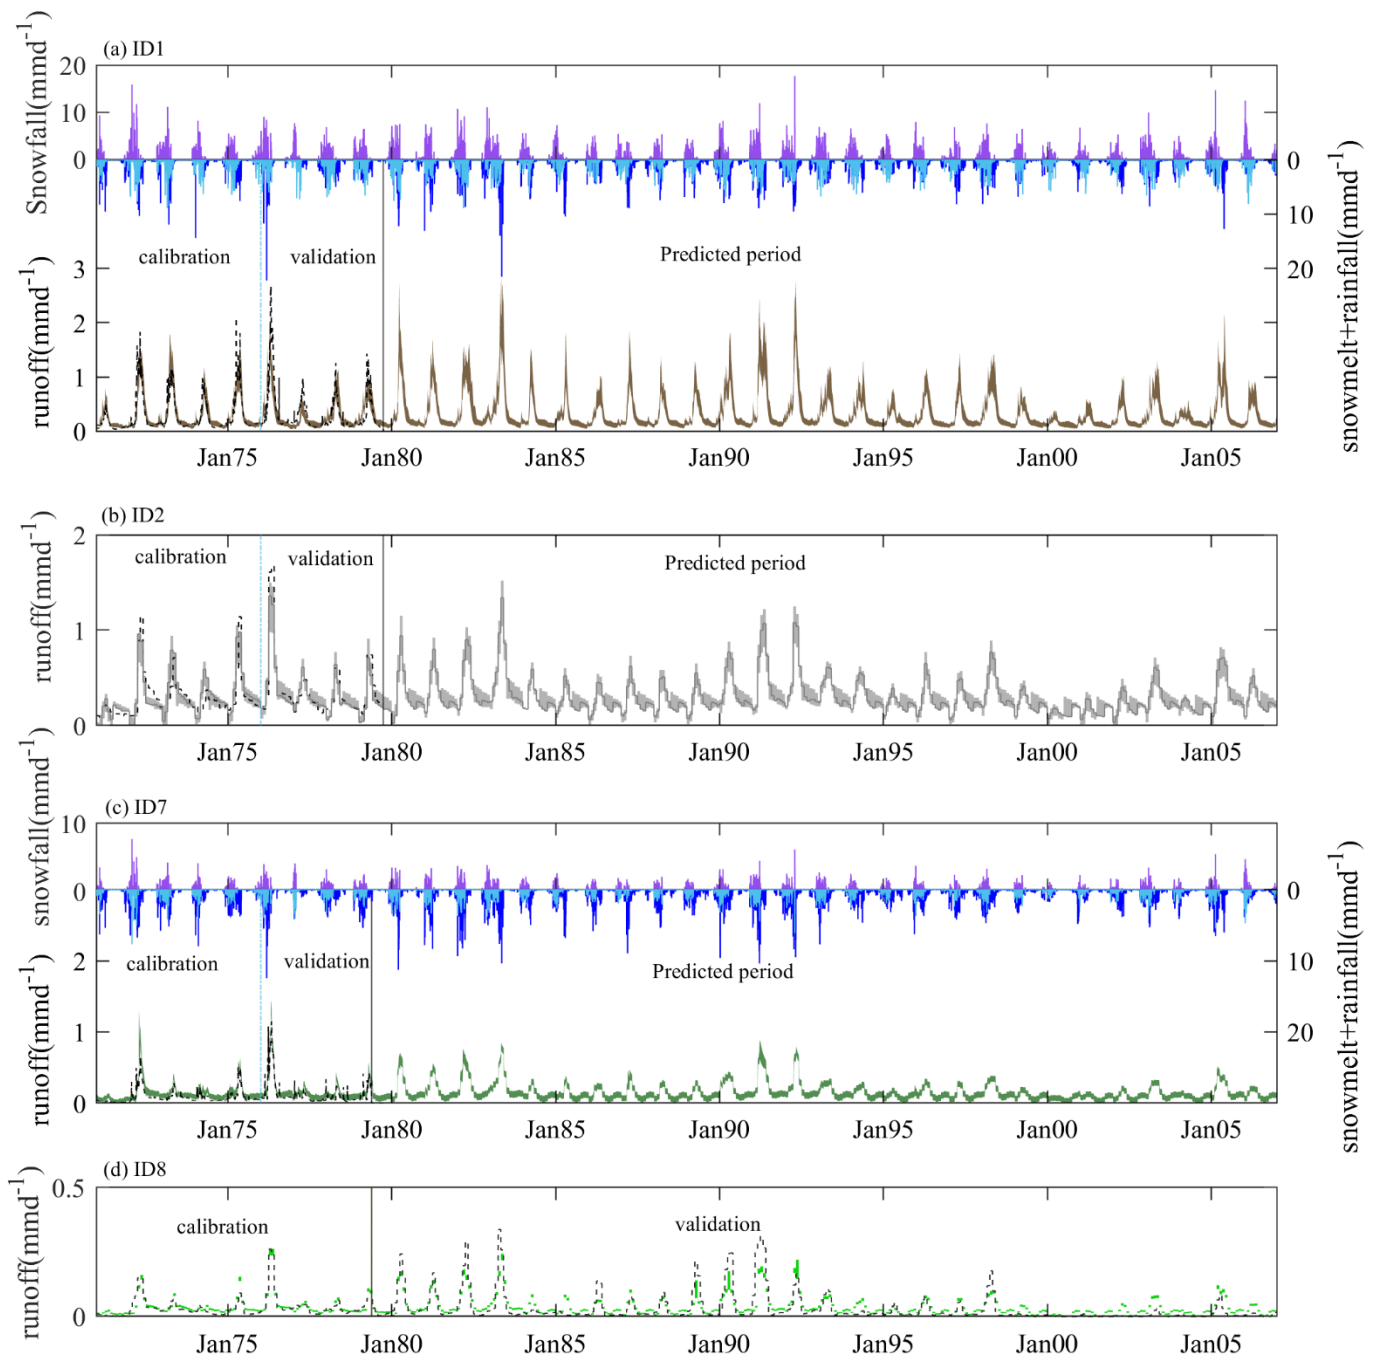 (a) ID1
Snowfall(mmd⁻¹)
20
10
0
0
10
20
snowmelt+rainfall(mmd⁻¹)
calibration
validation
Predicted period
runoff(mmd⁻¹)
3
2
1
0
Jan75 Jan80 Jan85 Jan90 Jan95 Jan00 Jan05
(b) ID2
runoff(mmd⁻¹)
2
1
0
calibration
validation
Predicted period
Jan75 Jan80 Jan85 Jan90 Jan95 Jan00 Jan05
(c) ID7
snowfall(mmd⁻¹)
10
0
0
10
20
snowmelt+rainfall(mmd⁻¹)
calibration
validation
Predicted period
runoff(mmd⁻¹)
2
1
0
Jan75 Jan80 Jan85 Jan90 Jan95 Jan00 Jan05
(d) ID8
runoff(mmd⁻¹)
0.5
0
calibration
validation
Jan75 Jan80 Jan85 Jan90 Jan95 Jan00 Jan05